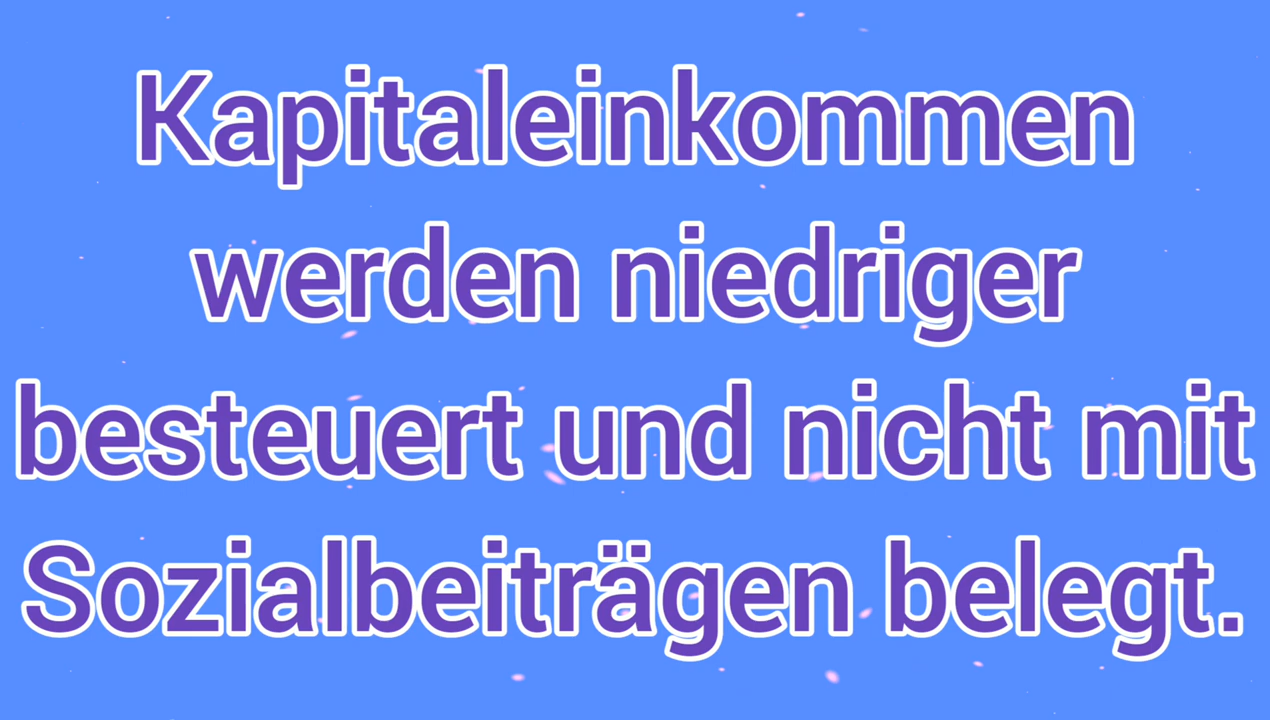 Kapitaleinkommen
werden niedriger
besteuert und nicht mit
Sozialbeiträgen belegt.